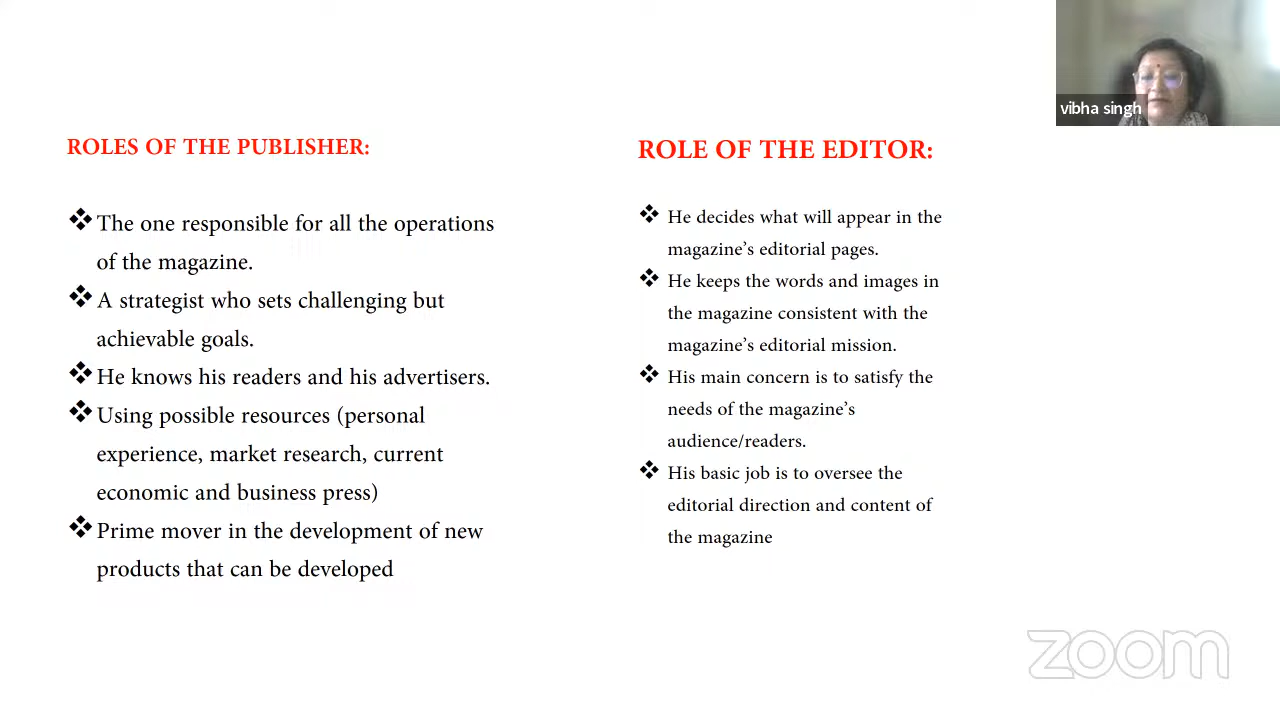 vibha singh
ROLES OF THE PUBLISHER:
❖The one responsible for all the operations
of the magazine.
❖A strategist who sets challenging but
achievable goals.
❖He knows his readers and his advertisers.
❖Using possible resources (personal
experience, market research, current
economic and business press)
❖Prime mover in the development of new
products that can be developed
ROLE OF THE EDITOR:
❖ He decides what will appear in the
magazine’s editorial pages.
❖ He keeps the words and images in
the magazine consistent with the
magazine’s editorial mission.
❖ His main concern is to satisfy the
needs of the magazine’s
audience/readers.
❖ His basic job is to oversee the
editorial direction and content of
the magazine
zoom